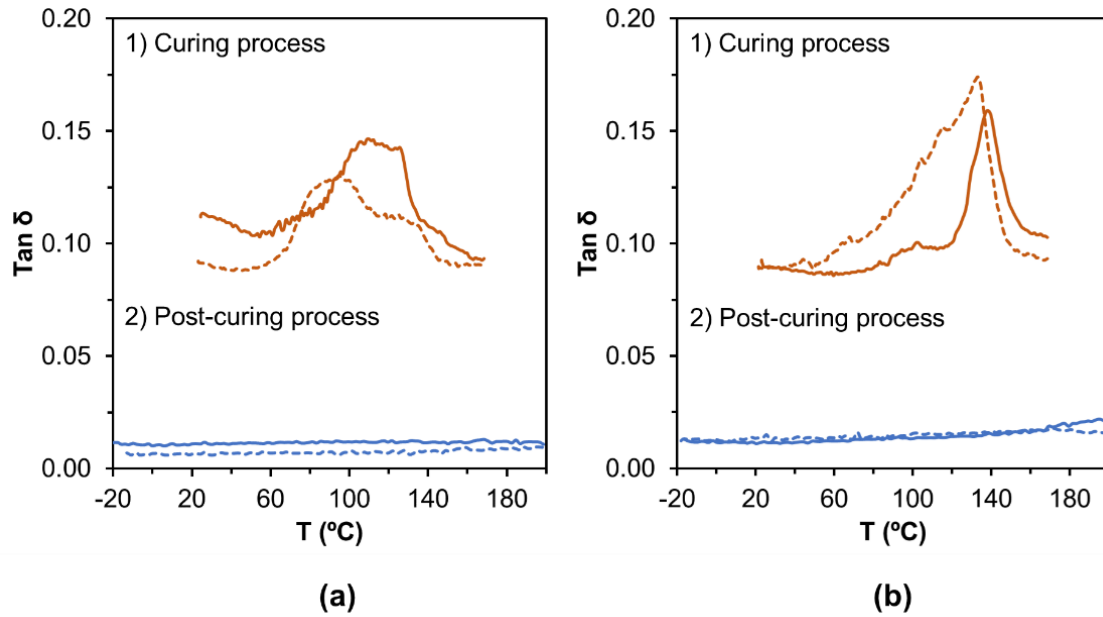 0.20
1) Curing process
0.15
Tan δ
0.10
2) Post-curing process
0.05
0.00
-20 20 60 100 140 180
T (ºC)
(a)
0.20
1) Curing process
0.15
Tan δ
0.10
2) Post-curing process
0.05
0.00
-20 20 60 100 140 180
T (ºC)
(b)